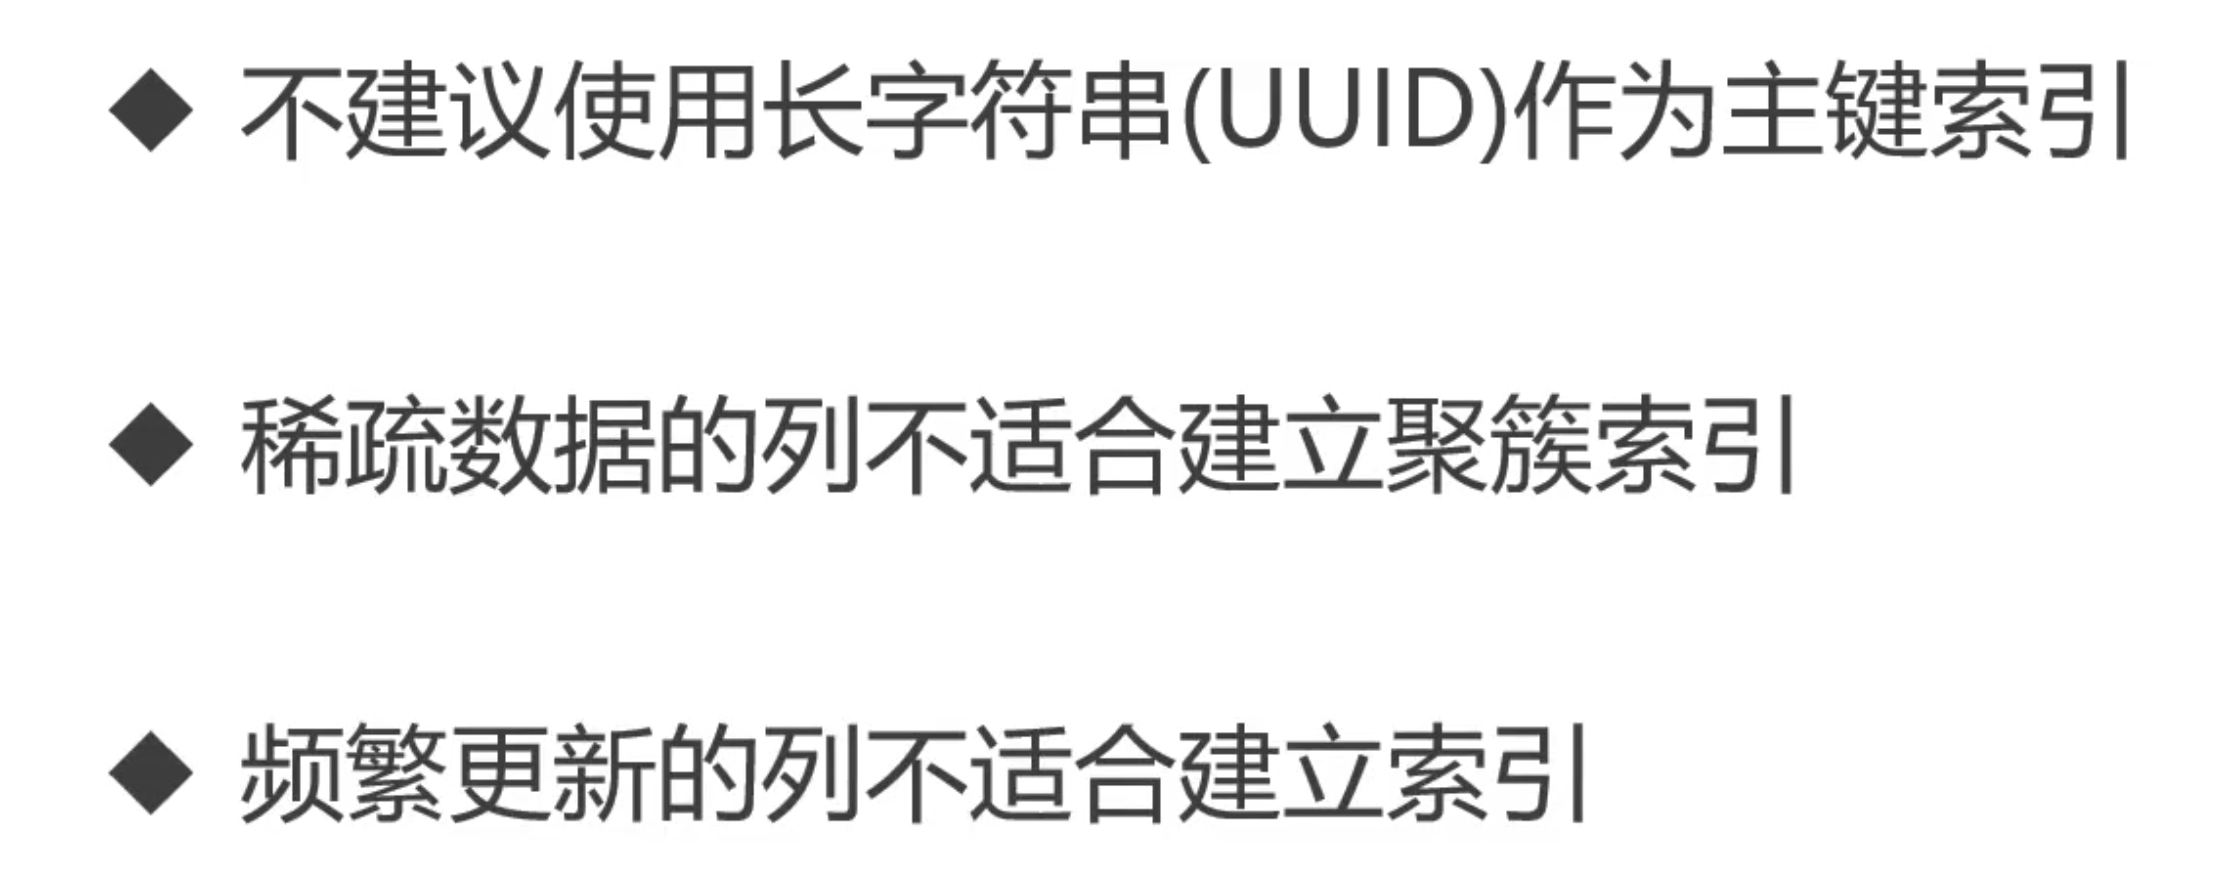 ◆ 不建议使用长字符串(UUID)作为主键索引
◆ 稀疏数据的列不适合建立聚簇索引
◆ 频繁更新的列不适合建立索引